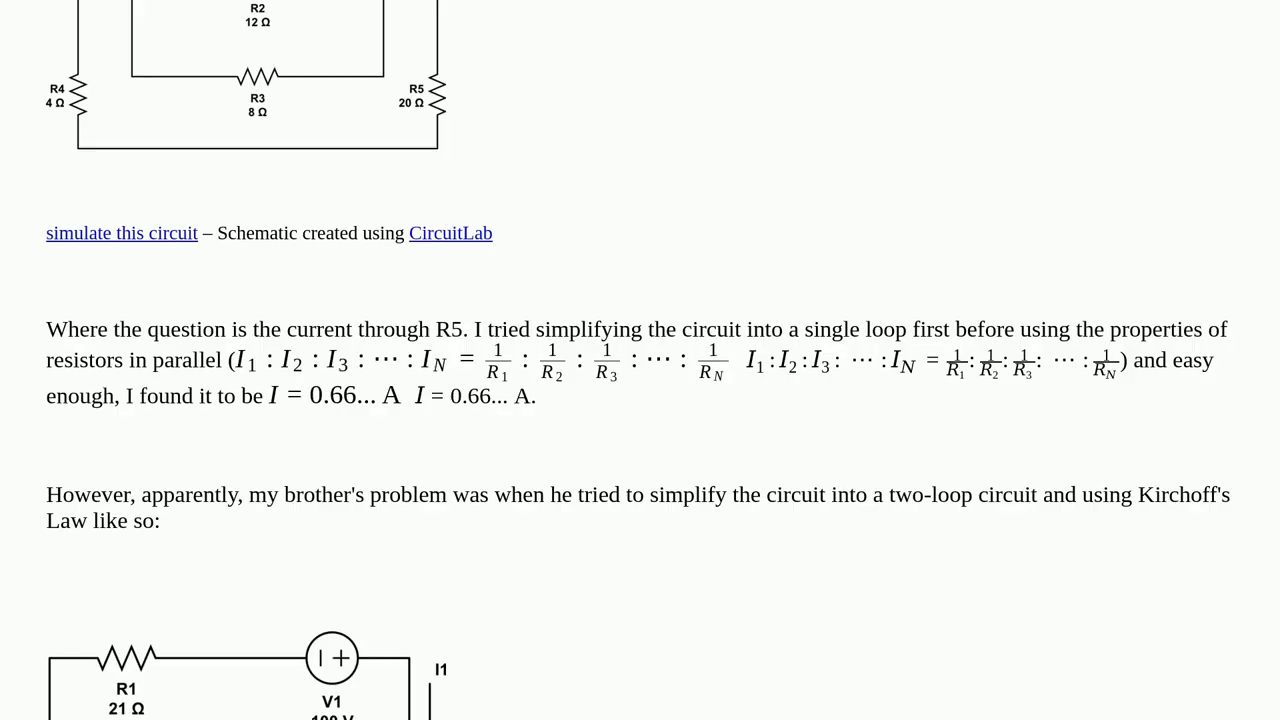 R2
12 Ω
R4
4 Ω
R5
20 Ω
R3
8 Ω
simulate this circuit – Schematic created using CircuitLab
Where the question is the current through R5. I tried simplifying the circuit into a single loop first before using the properties of
resistors in parallel (I₁ : I₂ : I₃ : ⋯ : I_N = 1/R₁ : 1/R₂ : 1/R₃ : ⋯ : 1/R_N I₁ : I₂ : I₃ : ⋯ : I_N = 1/R₁ : 1/R₂ : 1/R₃ : ⋯ : 1/R_N) and easy
enough, I found it to be I = 0.66... A I = 0.66... A.
However, apparently, my brother's problem was when he tried to simplify the circuit into a two-loop circuit and using Kirchoff's
Law like so:
I1
R1
21 Ω
V1
100 V